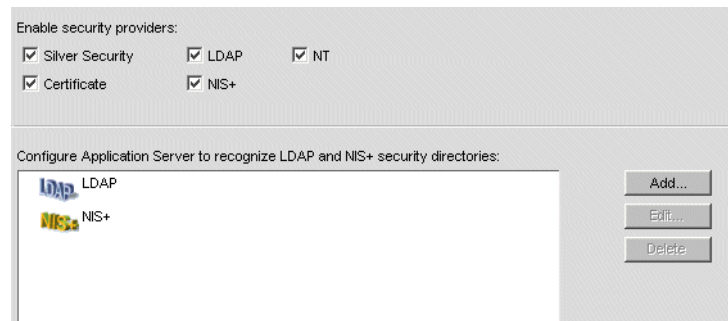 Enable security providers:
Silver Security LDAP NT
Certificate NIS+
Configure Application Server to recognize LDAP and NIS+ security directories:
LDAP LDAP
NIS+ NIS+
Add...
Edit...
Delete